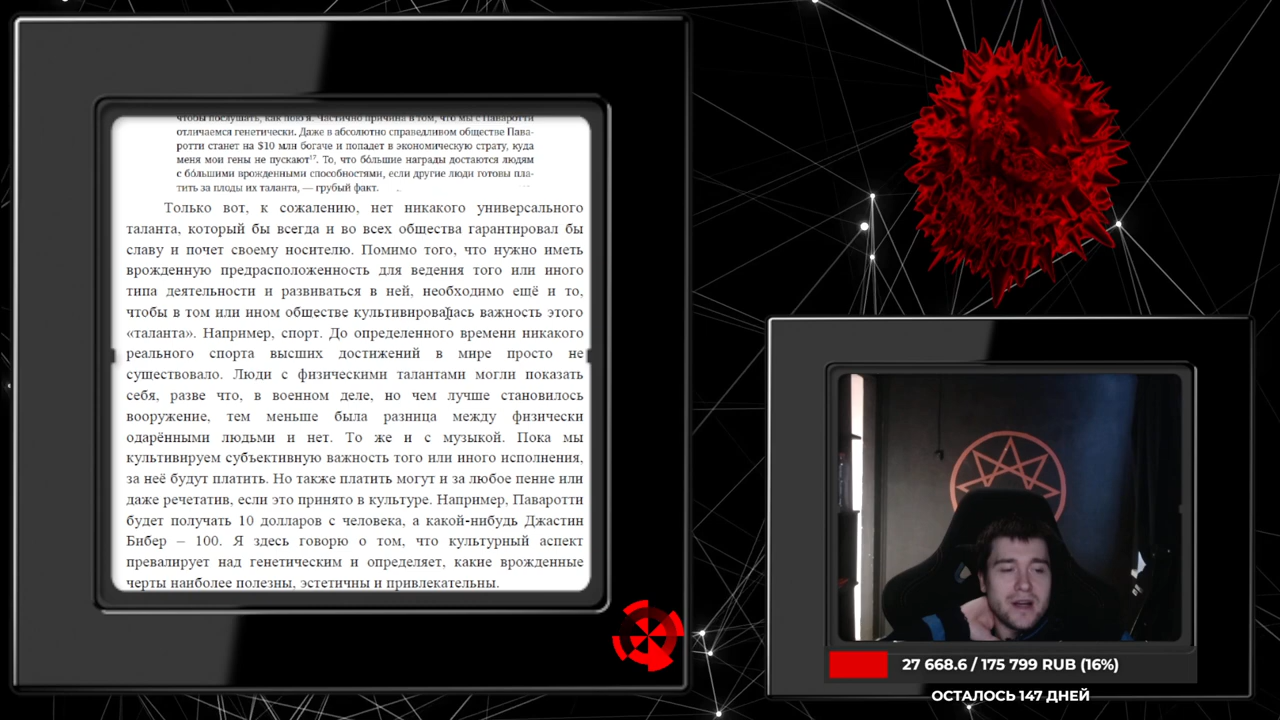 чтобы послушать, как пою я. Частично причина в том, что мы с Паваротти
отличаемся генетически. Даже в абсолютно справедливом обществе Пава-
ротти станет на $10 млн богаче и попадет в экономическую страту, куда
меня мои гены не пускают¹⁷. То, что бо́льшие награды достаются людям
с бо́льшими врожденными способностями, если другие люди готовы пла-
тить за плоды их таланта, — грубый факт.
Только вот, к сожалению, нет никакого универсального
таланта, который бы всегда и во всех общества гарантировал бы
славу и почет своему носителю. Помимо того, что нужно иметь
врожденную предрасположенность для ведения того или иного
типа деятельности и развиваться в ней, необходимо ещё и то,
чтобы в том или ином обществе культивировалась важность этого
«таланта». Например, спорт. До определенного времени никакого
реального спорта высших достижений в мире просто не
существовало. Люди с физическими талантами могли показать
себя, разве что, в военном деле, но чем лучше становилось
вооружение, тем меньше была разница между физически
одарёнными людьми и нет. То же и с музыкой. Пока мы
культивируем субъективную важность того или иного исполнения,
за неё будут платить. Но также платить могут и за любое пение или
даже речетатив, если это принято в культуре. Например, Паваротти
будет получать 10 долларов с человека, а какой-нибудь Джастин
Бибер – 100. Я здесь говорю о том, что культурный аспект
превалирует над генетическим и определяет, какие врожденные
черты наиболее полезны, эстетичны и привлекательны.
27 668.6 / 175 799 RUB (16%)
ОСТАЛОСЬ 147 ДНЕЙ